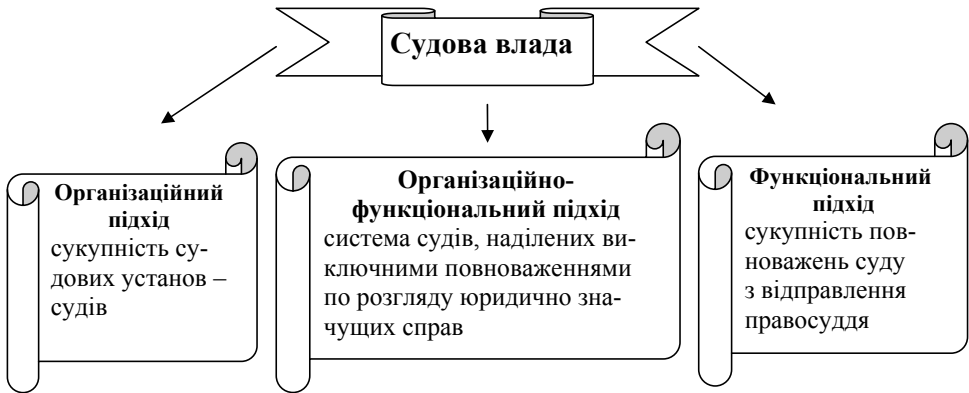 Судова влада
Організаційний
підхід
сукупність су-
дових установ –
судів
Організаційно-
функціональний підхід
система судів, наділених ви-
ключними повноваженнями
по розгляду юридично зна-
чущих справ
Функціональний
підхід
сукупність пов-
новажень суду
з відправлення
правосуддя